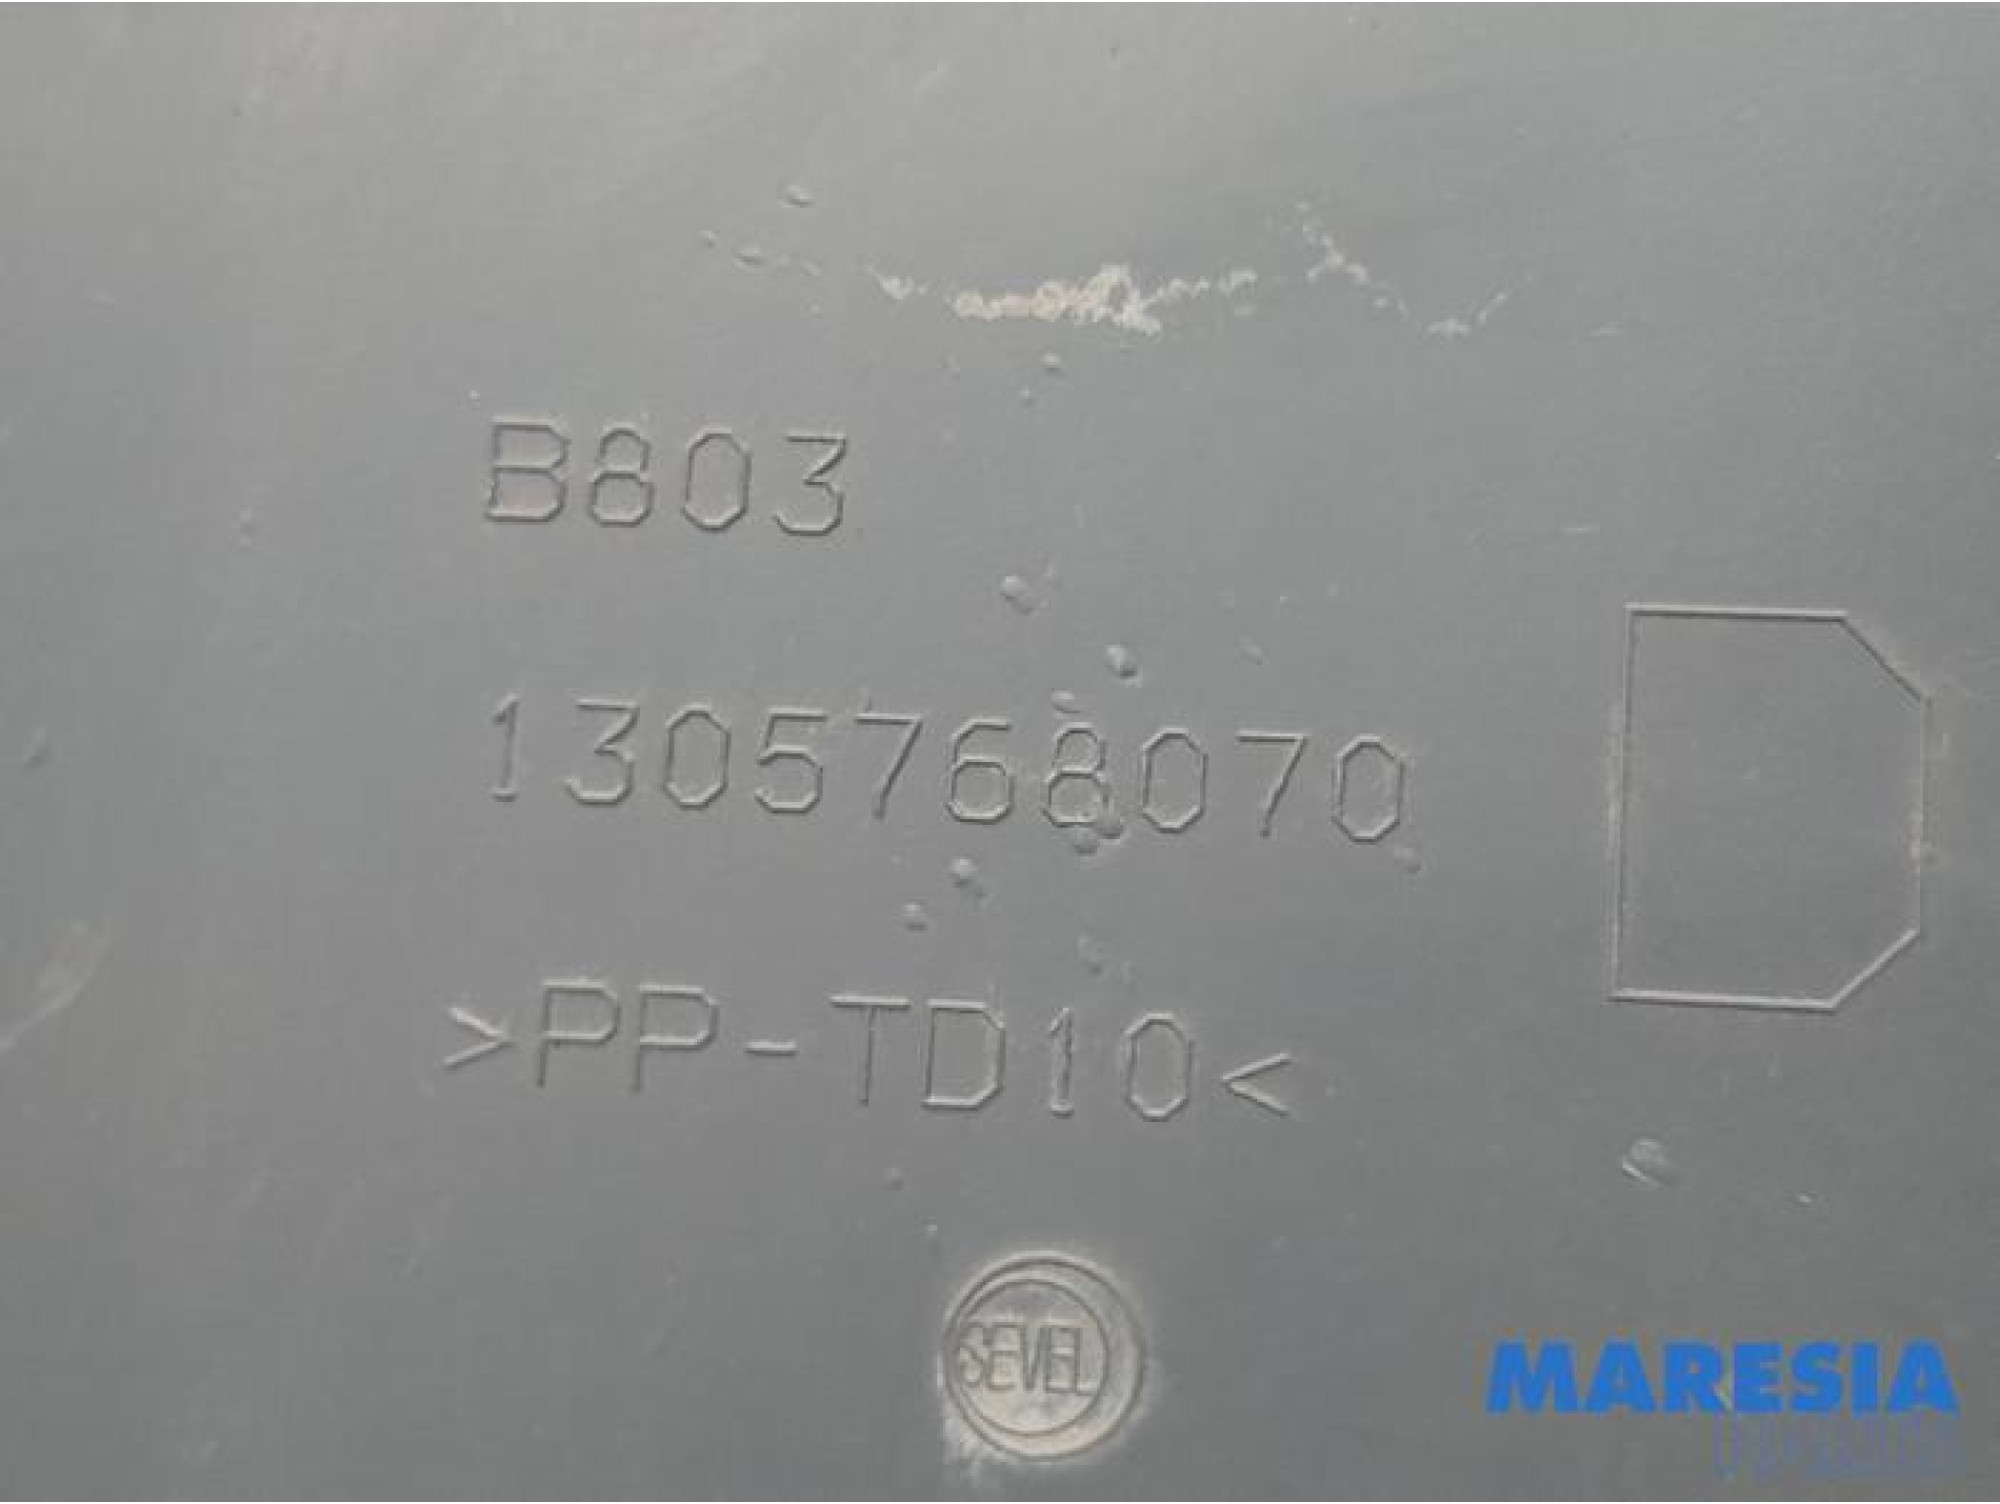 B803
1305768070
>PP-TD10<
D
SEVEL
MARESIA